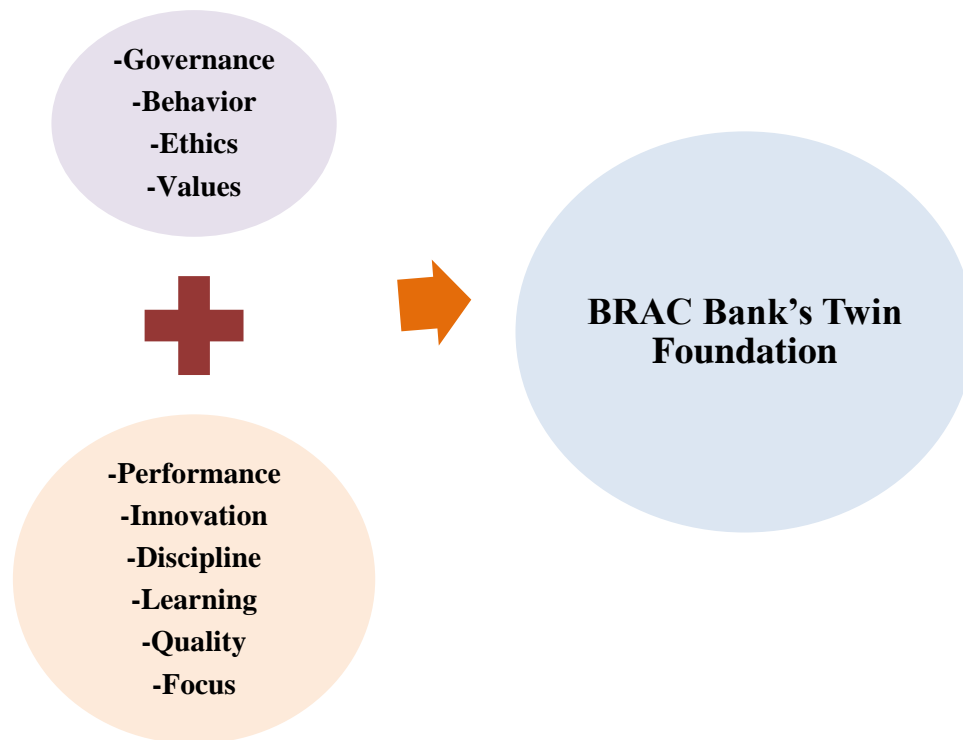 -Governance
-Behavior
-Ethics
-Values
-Performance
-Innovation
-Discipline
-Learning
-Quality
-Focus
BRAC Bank’s Twin
Foundation